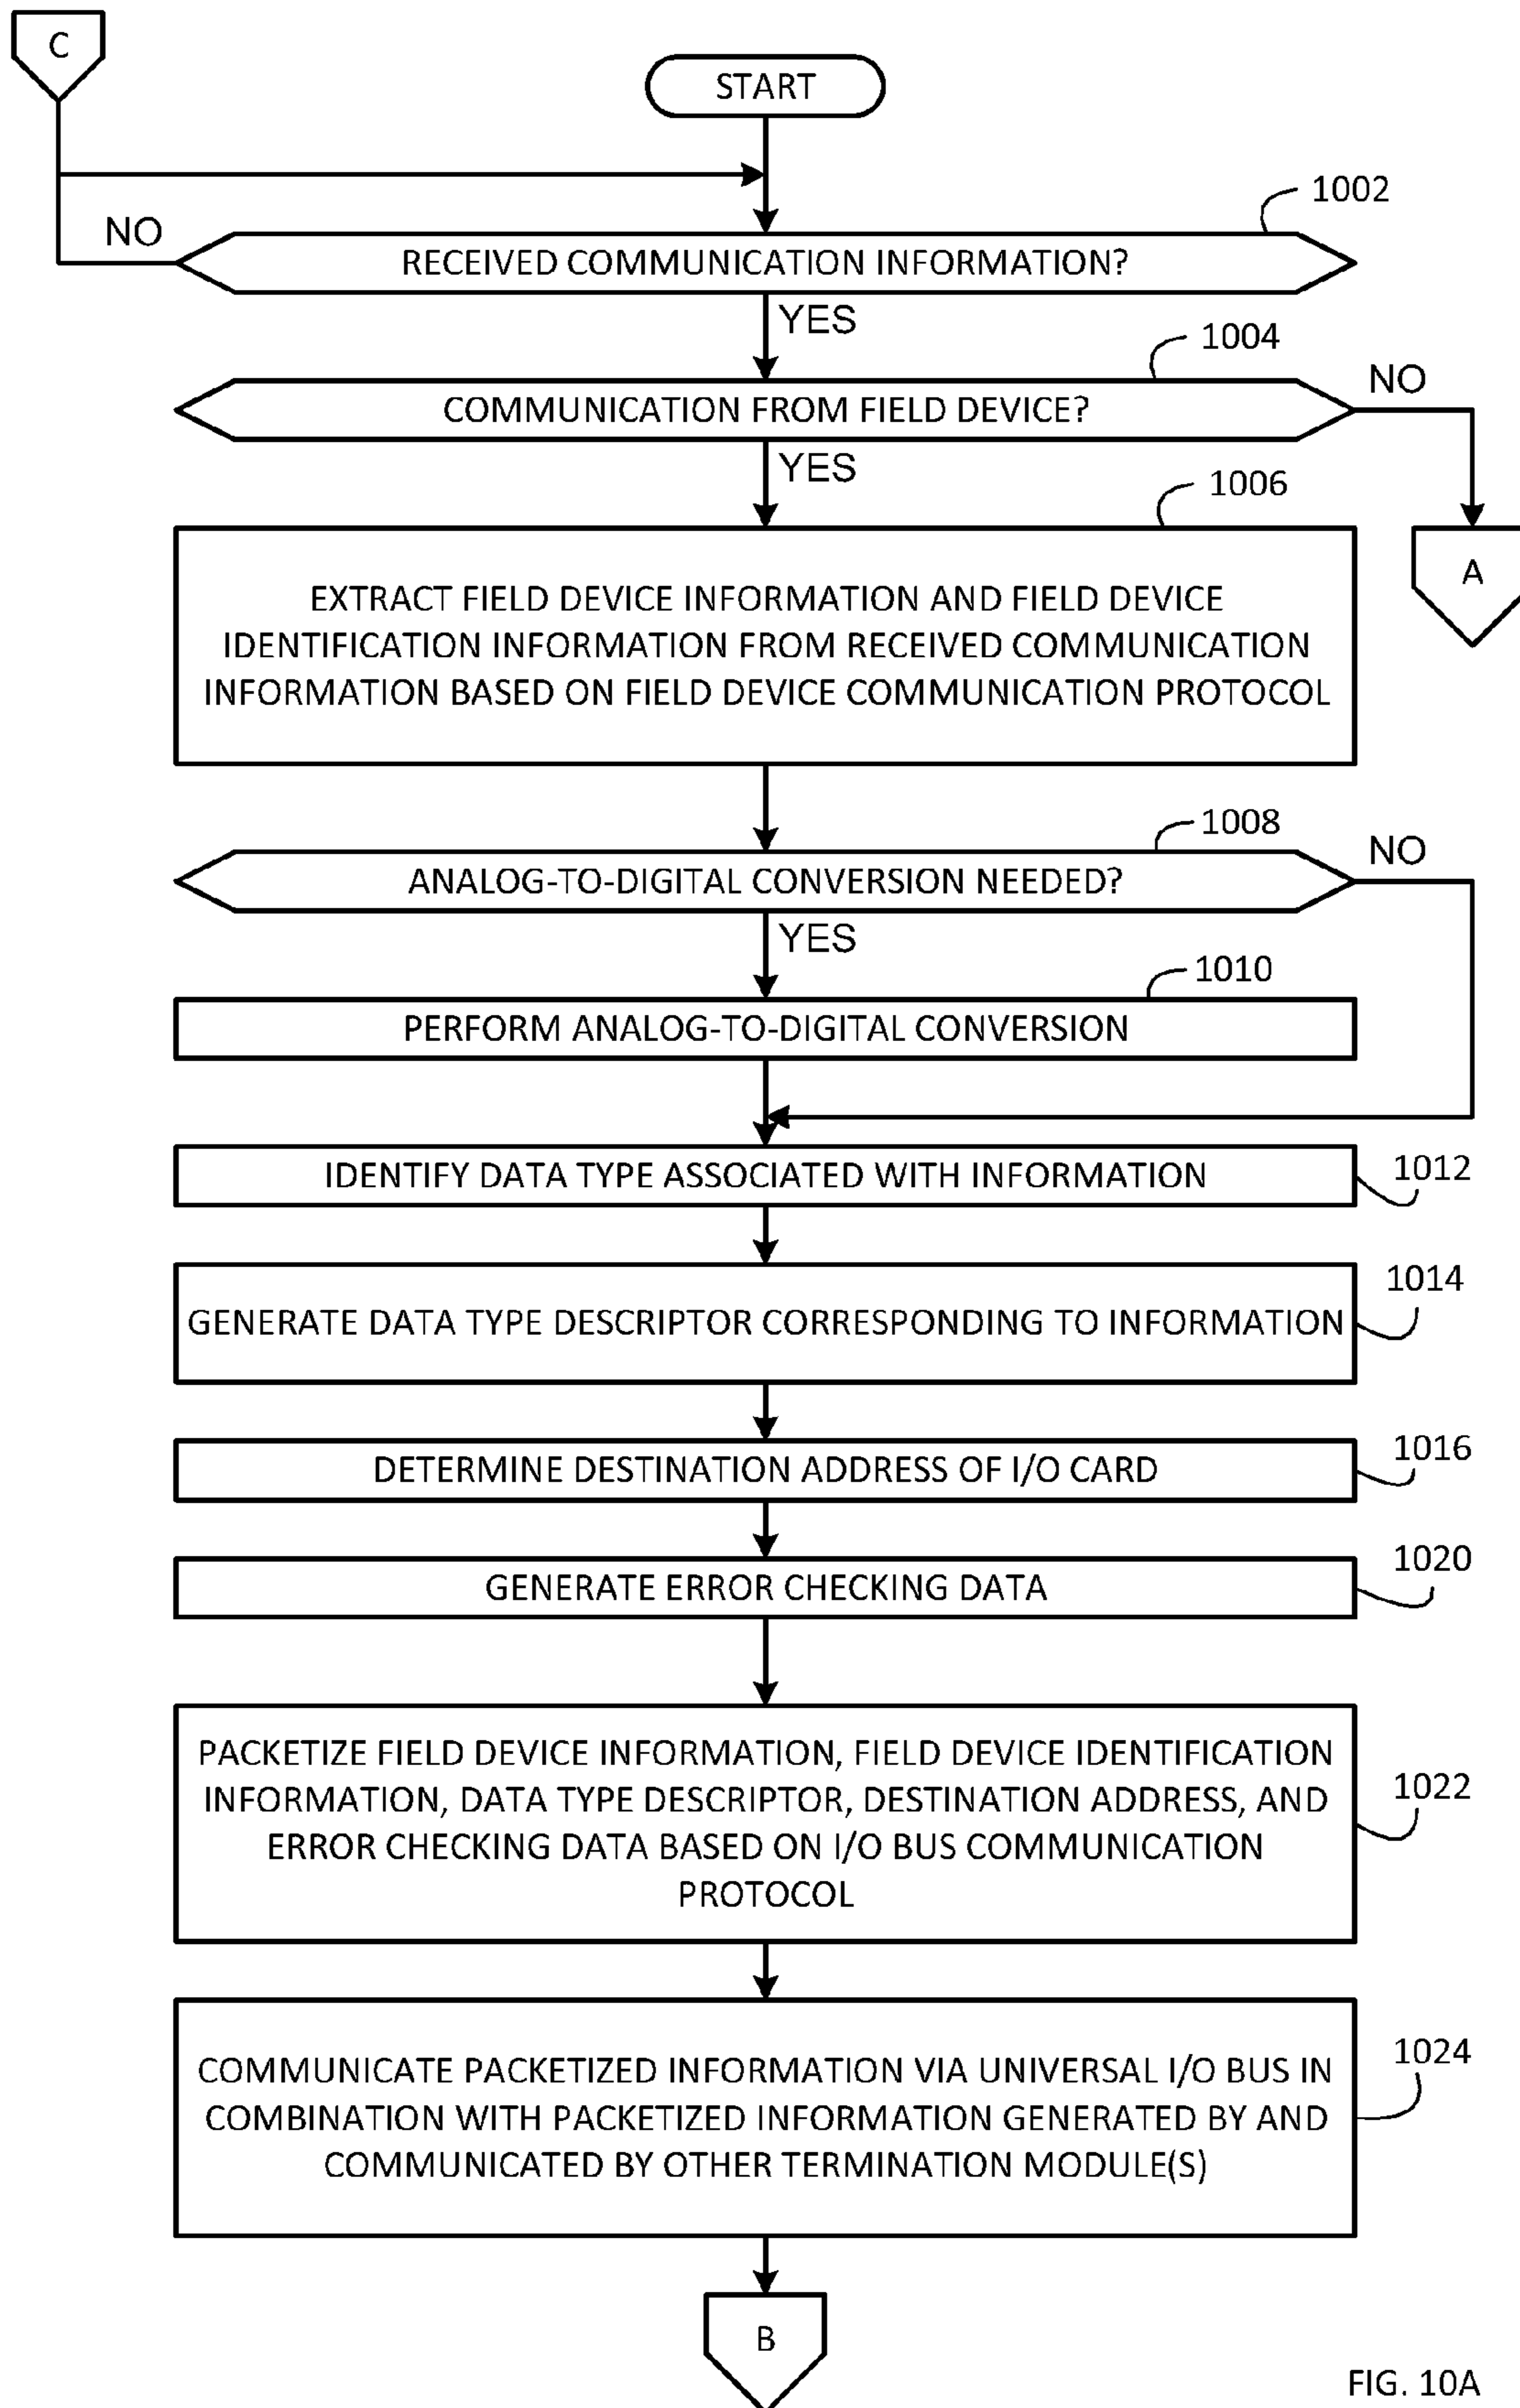 C
START
1002
NO
RECEIVED COMMUNICATION INFORMATION?
YES
1004
NO
COMMUNICATION FROM FIELD DEVICE?
YES
1006
A
EXTRACT FIELD DEVICE INFORMATION AND FIELD DEVICE
IDENTIFICATION INFORMATION FROM RECEIVED COMMUNICATION
INFORMATION BASED ON FIELD DEVICE COMMUNICATION PROTOCOL
1008
NO
ANALOG-TO-DIGITAL CONVERSION NEEDED?
YES
1010
PERFORM ANALOG-TO-DIGITAL CONVERSION
IDENTIFY DATA TYPE ASSOCIATED WITH INFORMATION
1012
GENERATE DATA TYPE DESCRIPTOR CORRESPONDING TO INFORMATION
1014
DETERMINE DESTINATION ADDRESS OF I/O CARD
1016
GENERATE ERROR CHECKING DATA
1020
PACKETIZE FIELD DEVICE INFORMATION, FIELD DEVICE IDENTIFICATION
INFORMATION, DATA TYPE DESCRIPTOR, DESTINATION ADDRESS, AND
ERROR CHECKING DATA BASED ON I/O BUS COMMUNICATION
PROTOCOL
1022
COMMUNICATE PACKETIZED INFORMATION VIA UNIVERSAL I/O BUS IN
COMBINATION WITH PACKETIZED INFORMATION GENERATED BY AND
COMMUNICATED BY OTHER TERMINATION MODULE(S)
1024
B
FIG. 10A